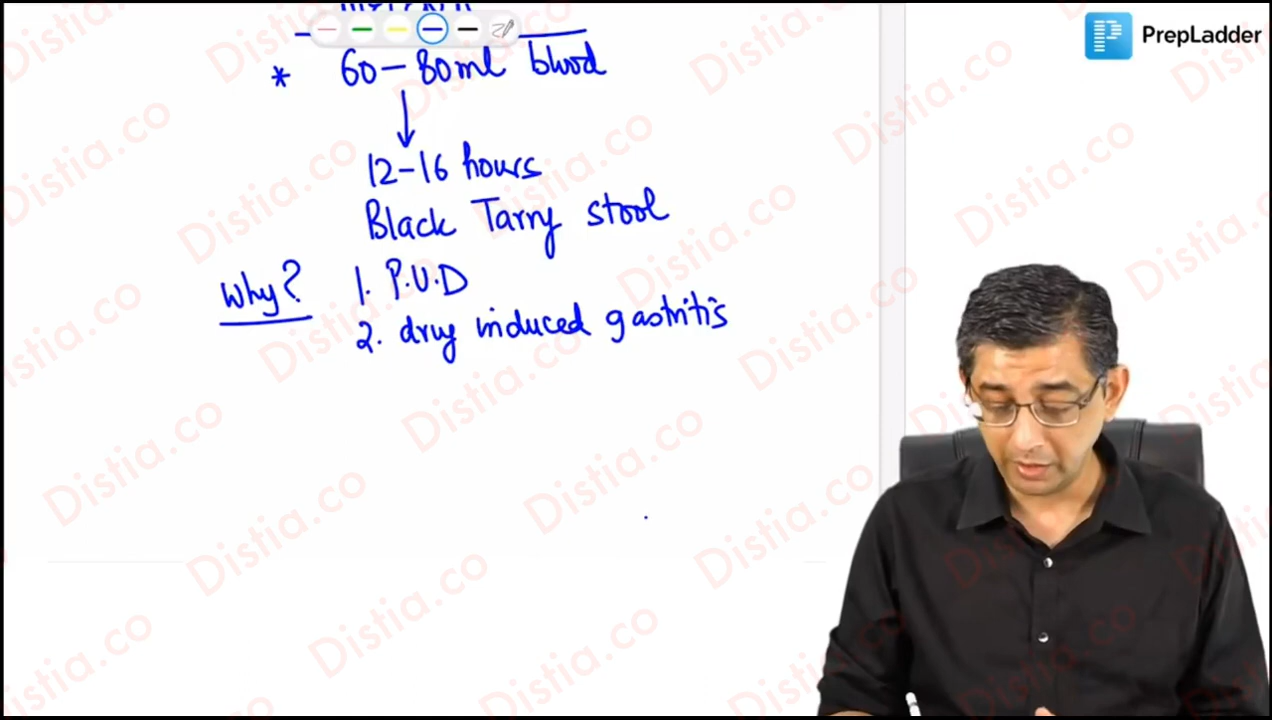 PrepLadder
* 60-80ml blood
12-16 hours
Black Tarry stool
Why? 1. P.U.D
2. drug induced gastritis
Distia.co